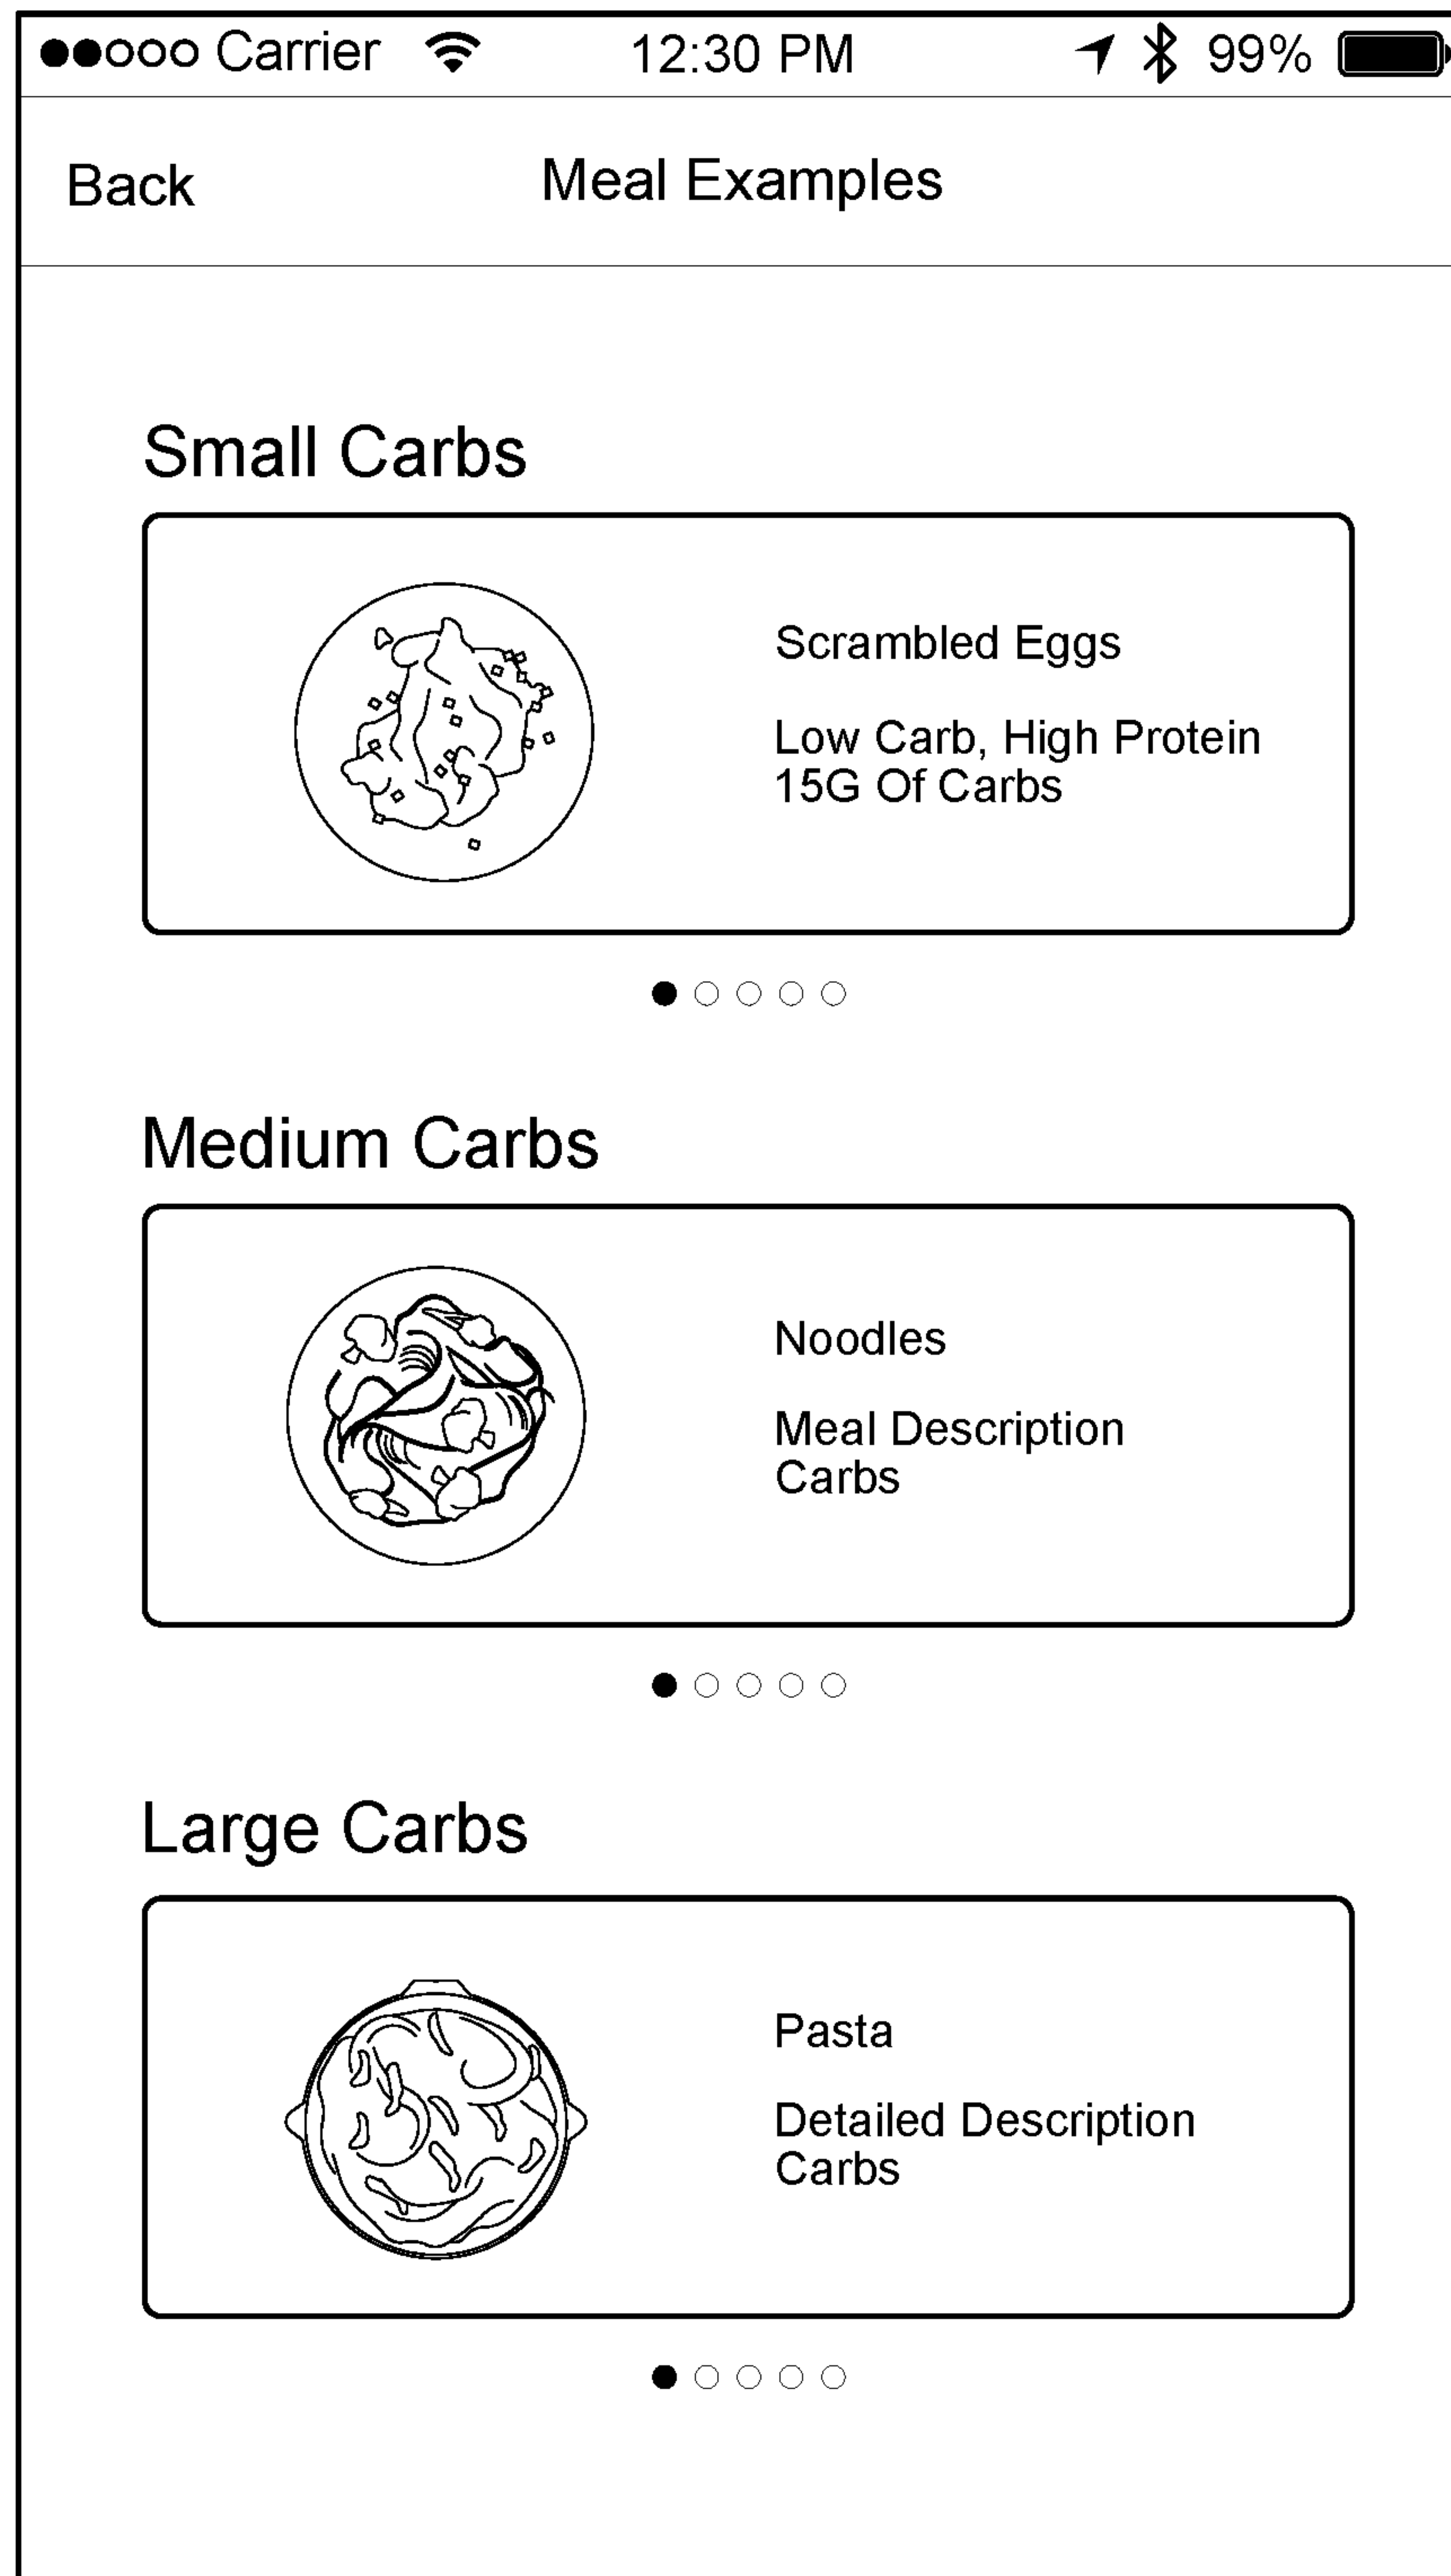 Carrier 12:30 PM 99%
Back Meal Examples
Small Carbs
Scrambled Eggs
Low Carb, High Protein
15G Of Carbs
Medium Carbs
Noodles
Meal Description
Carbs
Large Carbs
Pasta
Detailed Description
Carbs